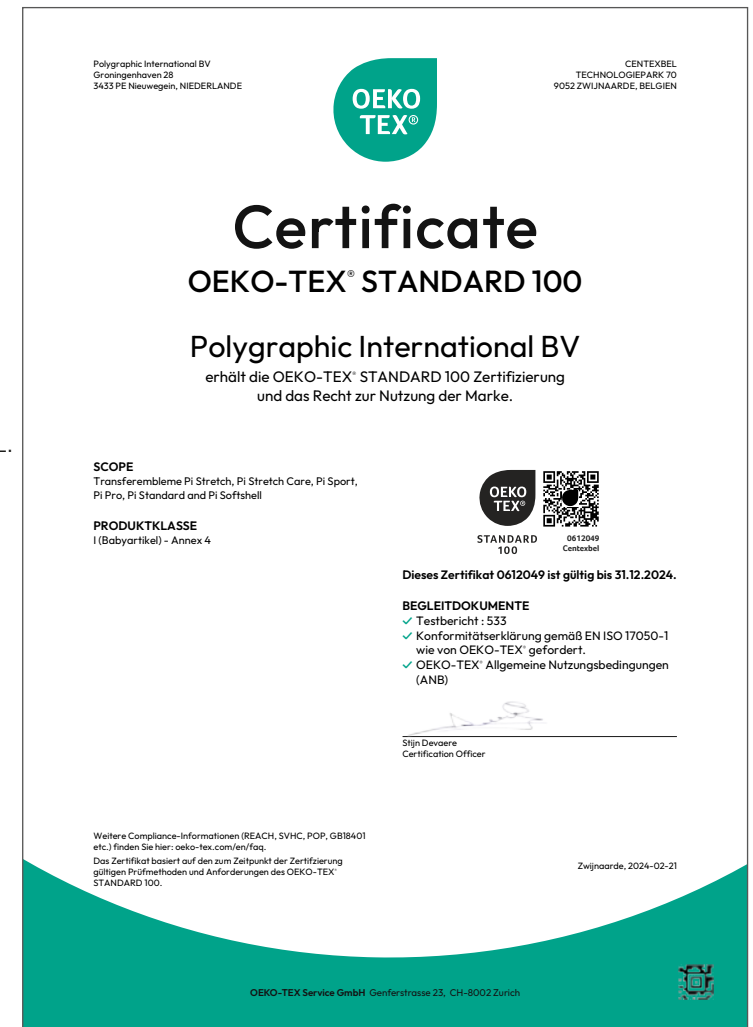 Polygraphic International BV
Groningenhaven 28
3433 PE Nieuwegein, NIEDERLANDE
CENTEXBEL
TECHNOLOGIEPARK 70
9052 ZWIJNAARDE, BELGIEN
OEKO
TEX®
Certificate
OEKO-TEX® STANDARD 100
Polygraphic International BV
erhält die OEKO-TEX® STANDARD 100 Zertifizierung
und das Recht zur Nutzung der Marke.
SCOPE
Transferembleme Pi Stretch, Pi Stretch Care, Pi Sport,
Pi Pro, Pi Standard and Pi Softshell
PRODUKTKLASSE
I (Babyartikel) - Annex 4
OEKO
TEX®
STANDARD
100
0612049
Centexbel
Dieses Zertifikat 0612049 ist gültig bis 31.12.2024.
BEGLEITDOKUMENTE
✓ Testbericht : 533
✓ Konformitätserklärung gemäß EN ISO 17050-1
wie von OEKO-TEX® gefordert.
✓ OEKO-TEX® Allgemeine Nutzungsbedingungen
(ANB)
Stijn Devaere
Certification Officer
Weitere Compliance-Informationen (REACH, SVHC, POP, GB18401
etc.) finden Sie hier: oeko-tex.com/en/faq.
Das Zertifikat basiert auf den zum Zeitpunkt der Zertifzierung
gültigen Prüfmethoden und Anforderungen des OEKO-TEX®
STANDARD 100.
Zwijnaarde, 2024-02-21
OEKO-TEX Service GmbH Genferstrasse 23, CH-8002 Zurich